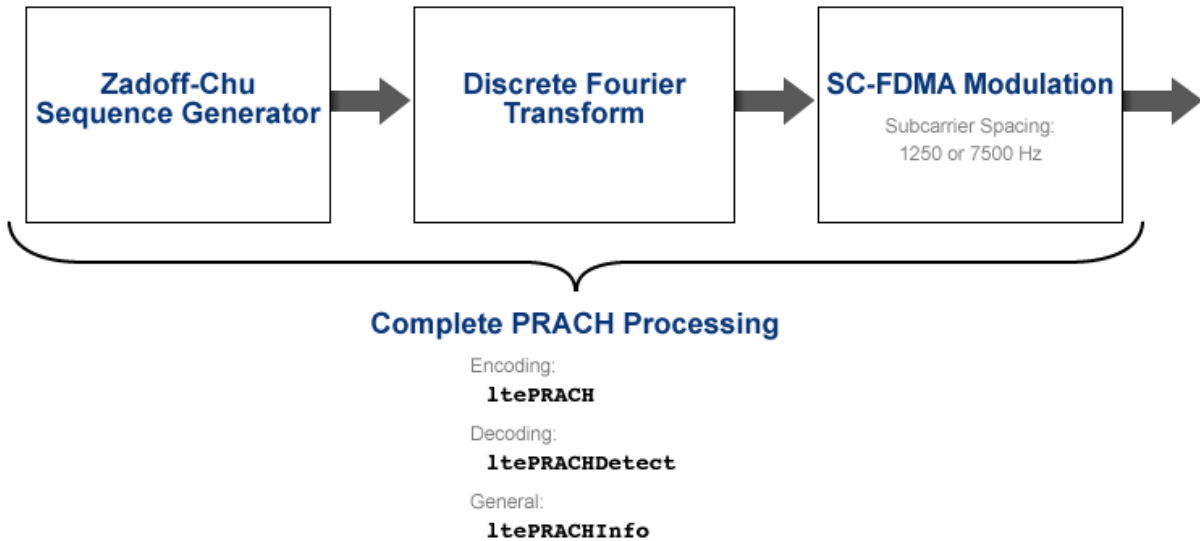 Zadoff-Chu
Sequence Generator
Discrete Fourier
Transform
SC-FDMA Modulation
Subcarrier Spacing:
1250 or 7500 Hz
Complete PRACH Processing
Encoding:
ltePRACH
Decoding:
ltePRACHDetect
General:
ltePRACHInfo